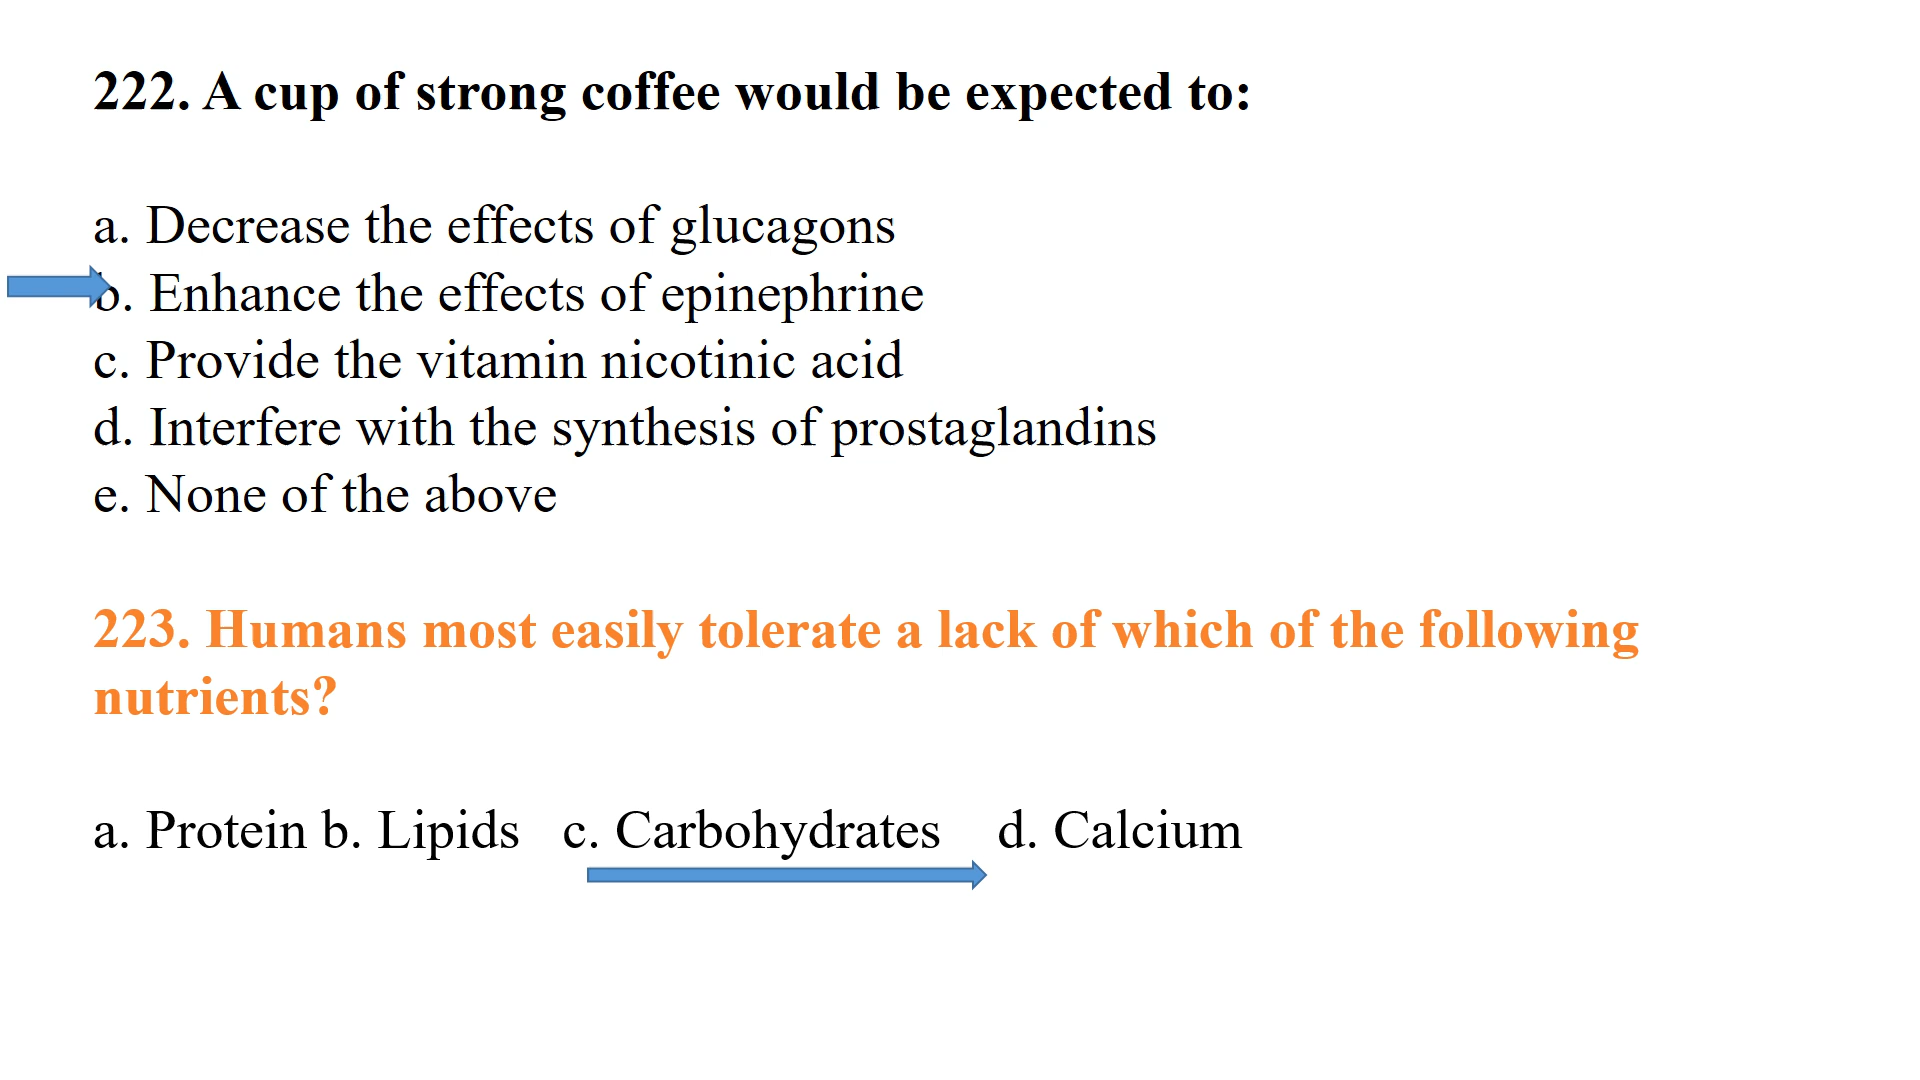 222. A cup of strong coffee would be expected to:
a. Decrease the effects of glucagons
b. Enhance the effects of epinephrine
c. Provide the vitamin nicotinic acid
d. Interfere with the synthesis of prostaglandins
e. None of the above
223. Humans most easily tolerate a lack of which of the following
nutrients?
a. Protein b. Lipids c. Carbohydrates d. Calcium